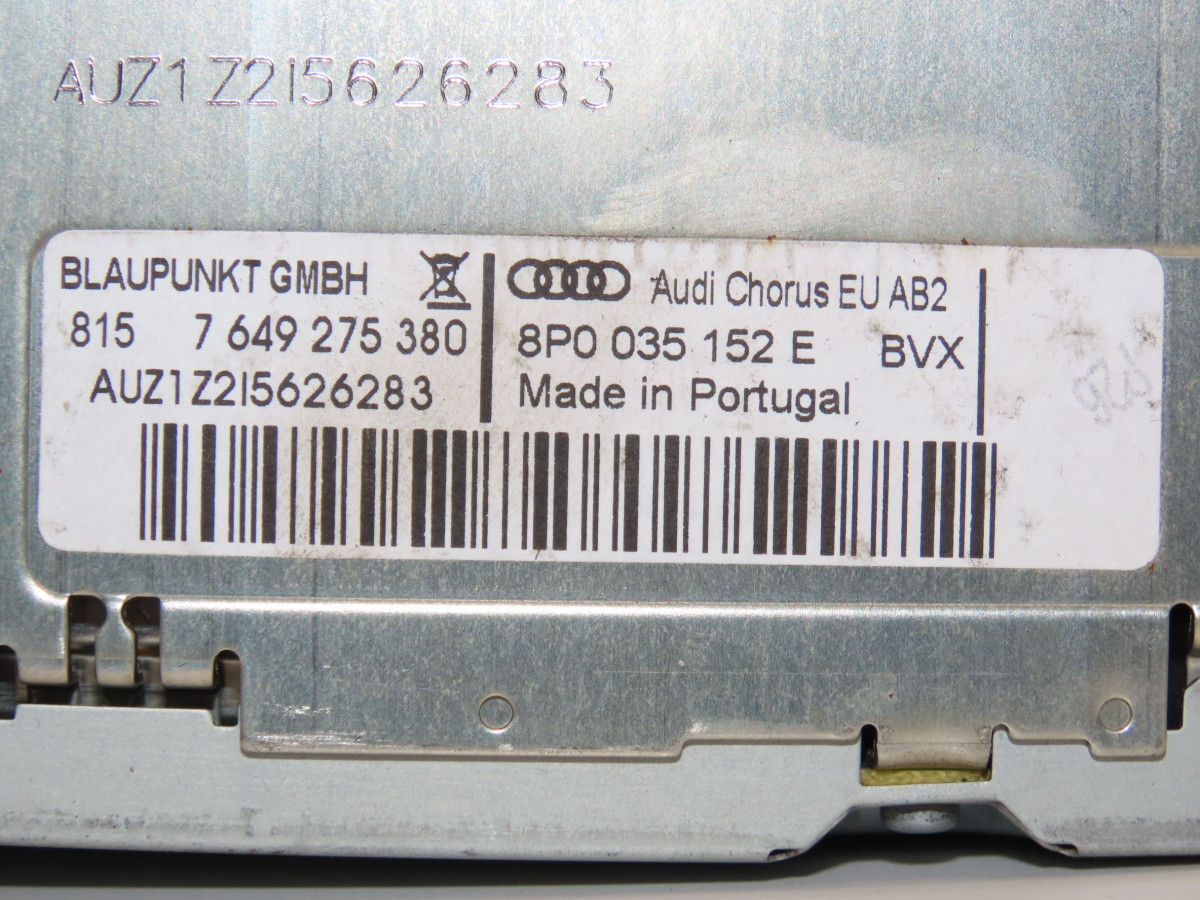 AUZ1Z2I5626283
BLAUPUNKT GMBH
815 7 649 275 380
AUZ1Z2I5626283
Audi Chorus EU AB2
8P0 035 152 E BVX
Made in Portugal